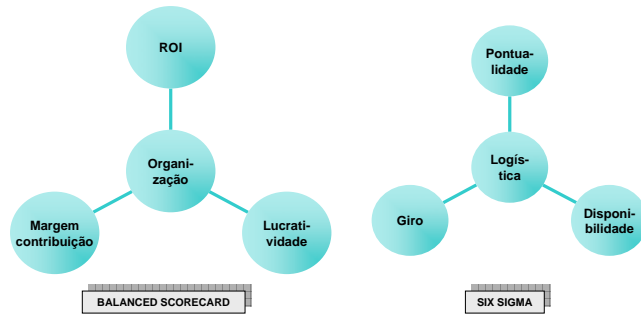 ROI
Organi-
zação
Margem
contribuição
Lucrati-
vidade
BALANCED SCORECARD
Pontua-
lidade
Logís-
tica
Giro
Disponi-
bilidade
SIX SIGMA